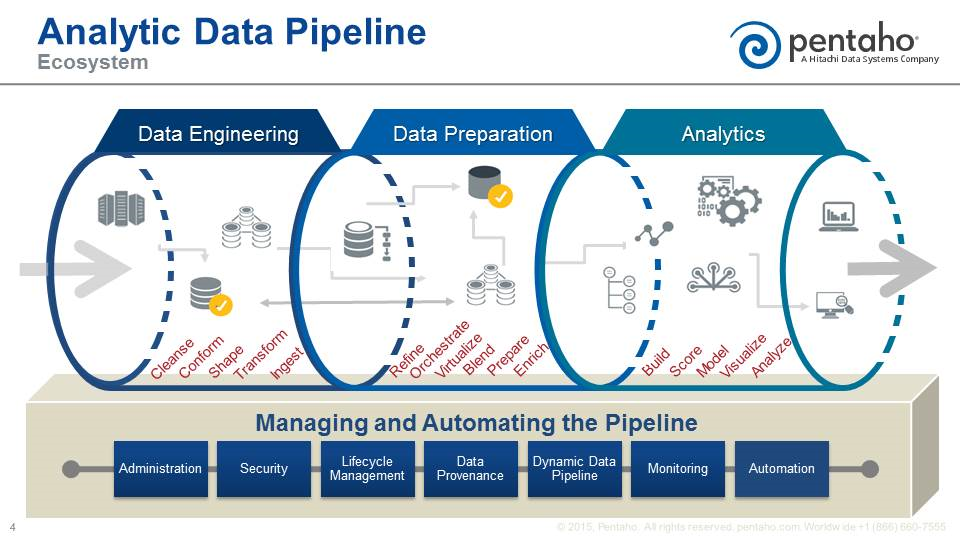 Analytic Data Pipeline
Ecosystem
pentaho®
A Hitachi Data Systems Company
Data Engineering
Data Preparation
Analytics
Cleanse
Conform
Shape
Transform
Ingest
Refine
Orchestrate
Virtualize
Blend
Prepare
Enrich
Build
Score
Model
Visualize
Analyze
Managing and Automating the Pipeline
Administration
Security
Lifecycle
Management
Data
Provenance
Dynamic Data
Pipeline
Monitoring
Automation
4
© 2015, Pentaho. All rights reserved. pentaho.com. Worldwide +1 (866) 660-7555